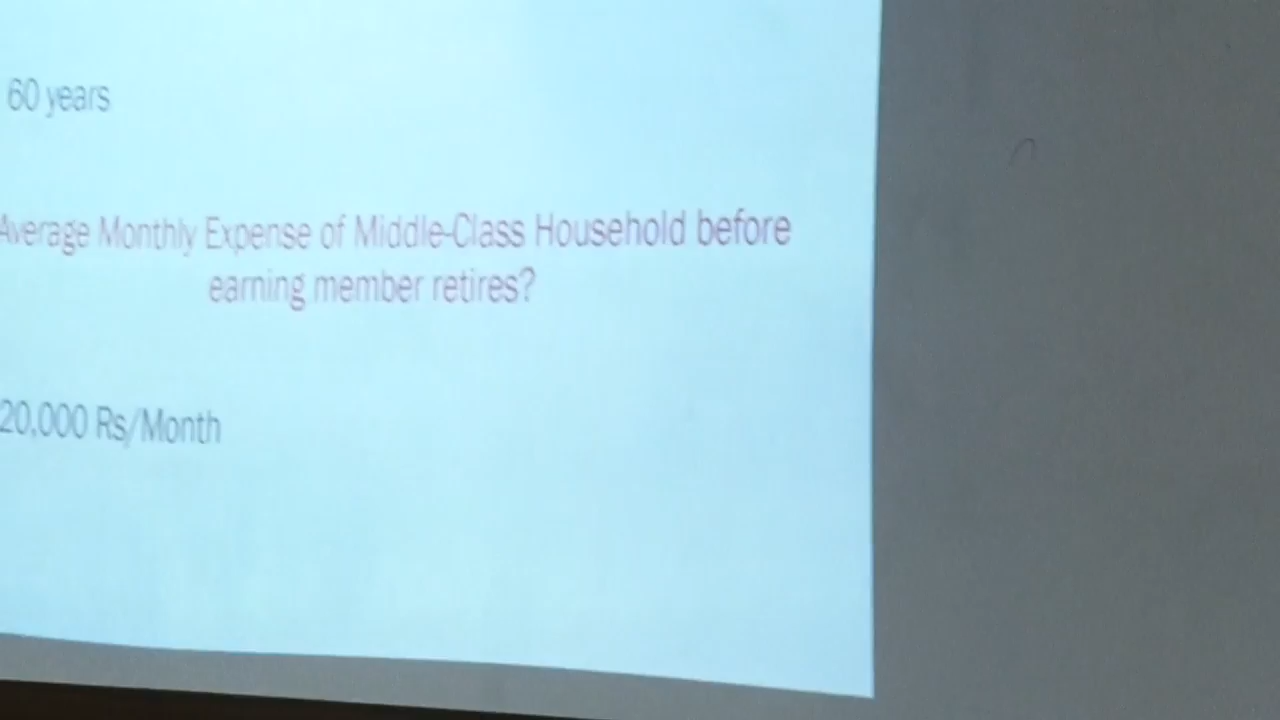 60 years
Average Monthly Expense of Middle-Class Household before
earning member retires?
20,000 Rs/Month